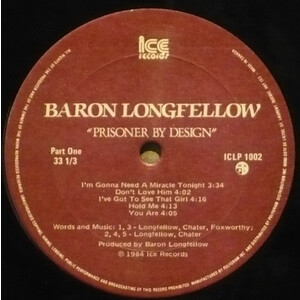 ice
records
BARON LONGFELLOW
"PRISONER BY DESIGN"
Part One
33 1/3
ICLP 1002
I'm Gonna Need A Miracle Tonight 3:34
Don't Love Him 4:02
I've Got To See That Girl 4:16
Hold Me 4:13
You Are 4:05
Words and Music: 1, 3 - Longfellow, Chater, Foxworthy;
2, 4, 5 - Longfellow, Chater
Produced by Baron Longfellow
© 1984 Ice Records